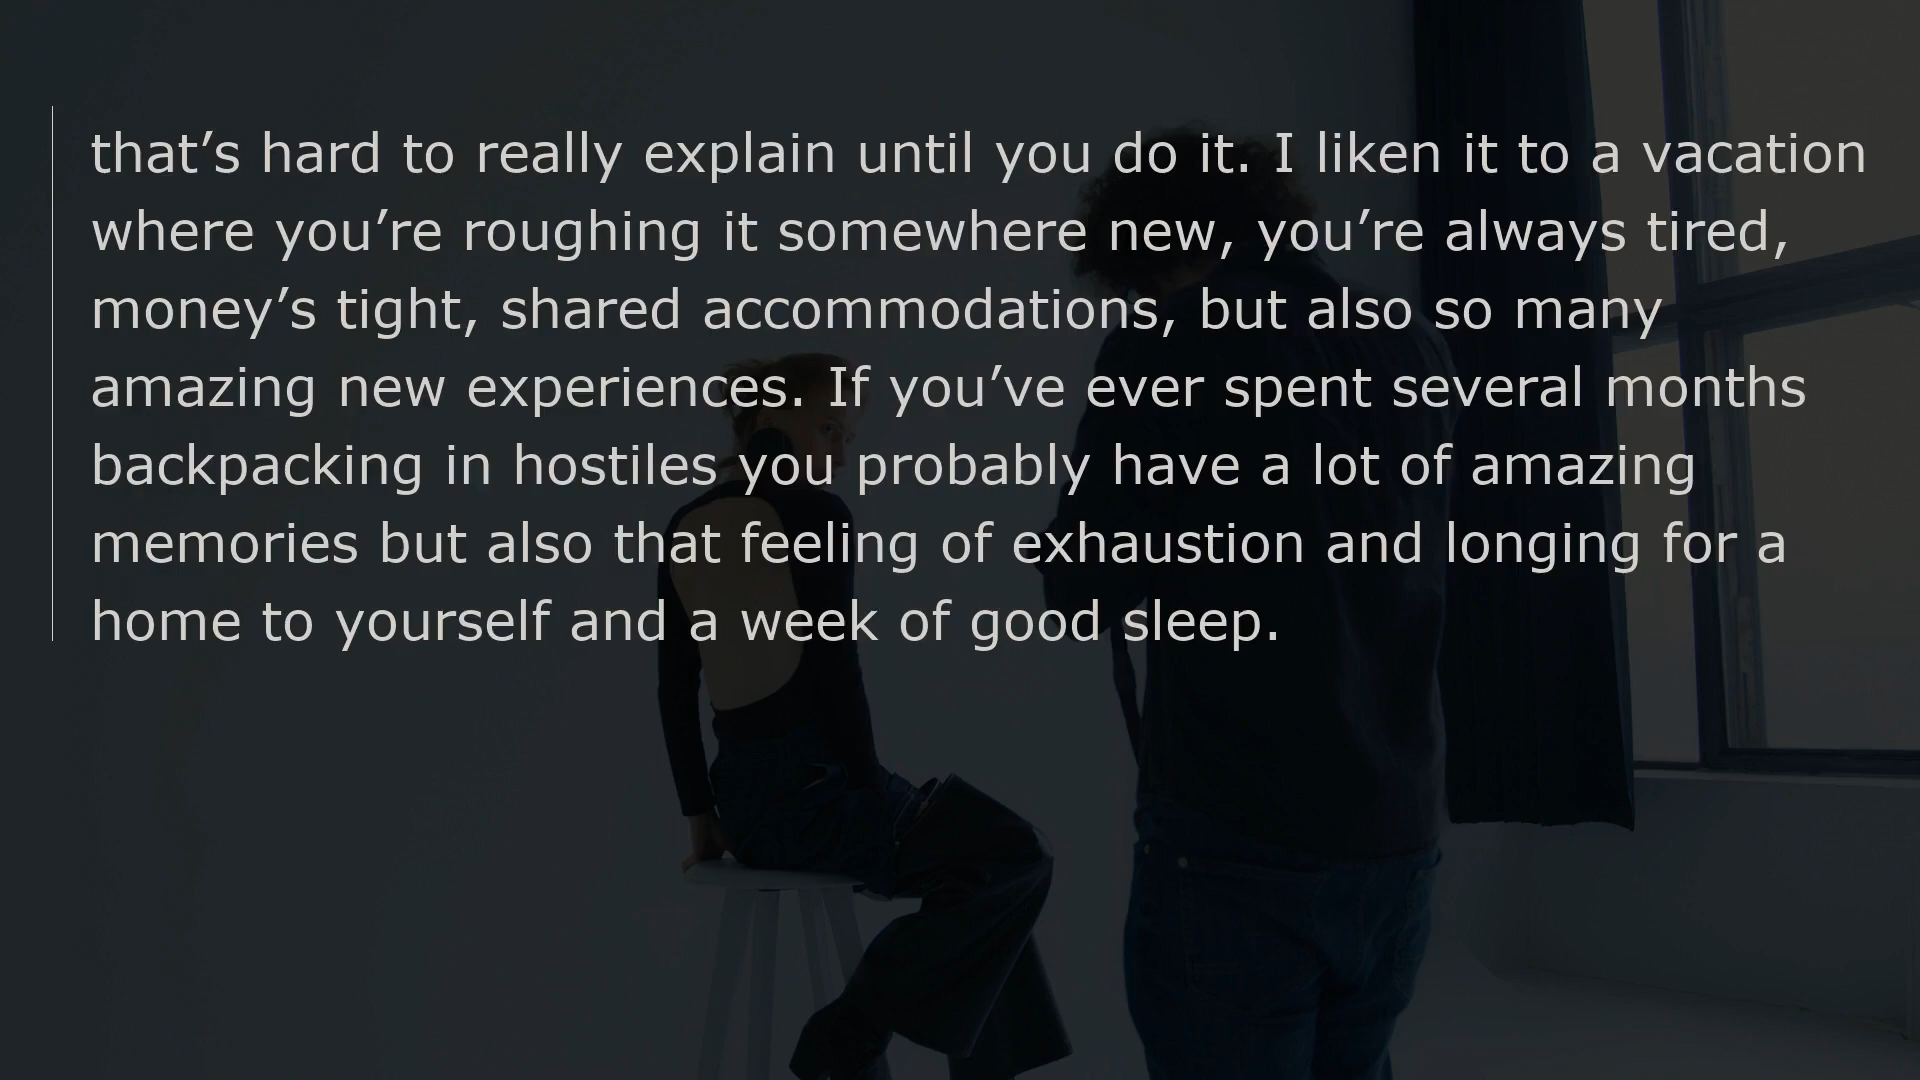 that’s hard to really explain until you do it. I liken it to a vacation
where you’re roughing it somewhere new, you’re always tired,
money’s tight, shared accommodations, but also so many
amazing new experiences. If you’ve ever spent several months
backpacking in hostiles you probably have a lot of amazing
memories but also that feeling of exhaustion and longing for a
home to yourself and a week of good sleep.